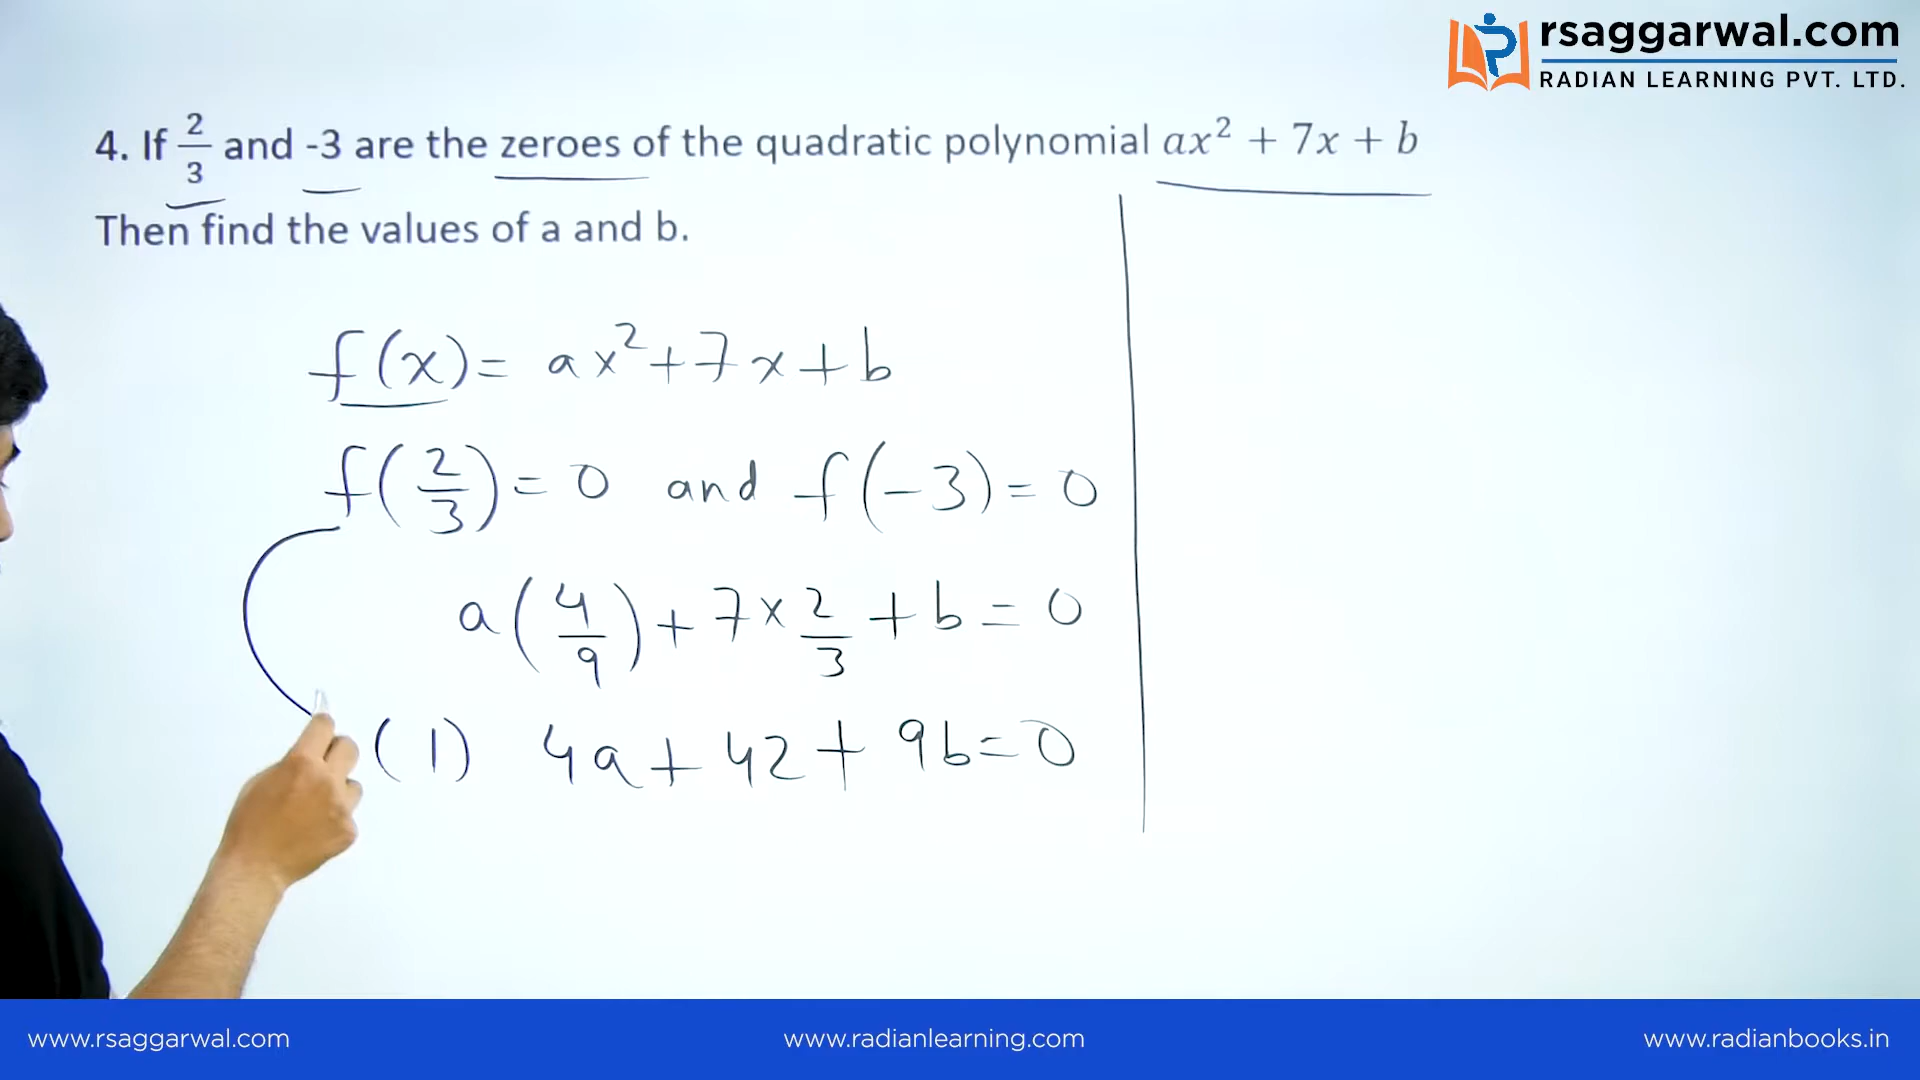 rsaggarwal.com
RADIAN LEARNING PVT. LTD.
4. If 2/3 and -3 are the zeroes of the quadratic polynomial ax² + 7x + b
Then find the values of a and b.
f(x) = ax² + 7x + b
f(2/3) = 0 and f(-3) = 0
a(4/9) + 7 × 2/3 + b = 0
(1) 4a + 42 + 9b = 0
www.rsaggarwal.com
www.radianlearning.com
www.radianbooks.in